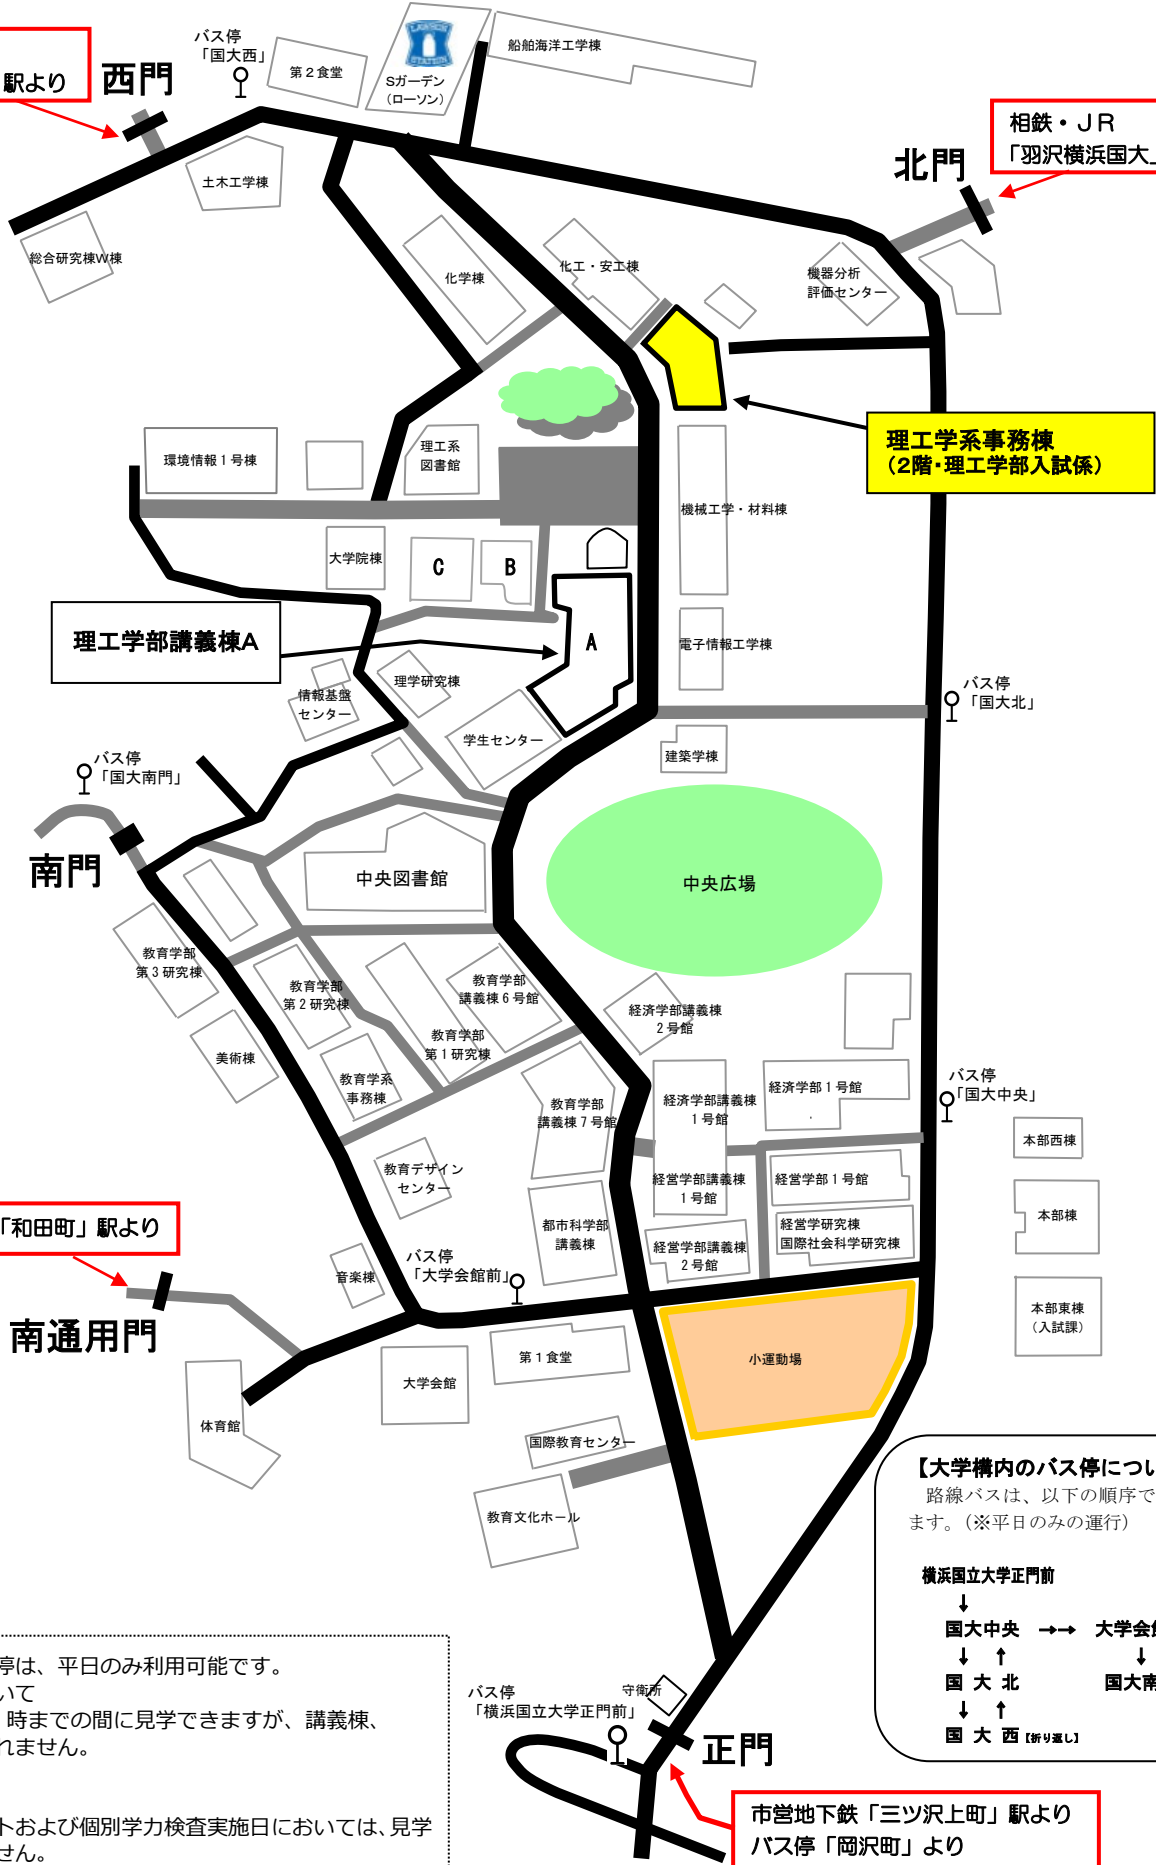 バス停
「国大西」
駅より
西門
第２食堂
LAWSON
STATION
Sガーデン
(ローソン)
船舶海洋工学棟
相鉄・ＪＲ
「羽沢横浜国大」
北門
土木工学棟
総合研究棟W棟
化学棟
化工・安工棟
機器分析
評価センター
理工学系事務棟
(2階・理工学部入試係)
環境情報１号棟
理工系
図書館
機械工学・材料棟
大学院棟
C
B
理工学部講義棟A
A
電子情報工学棟
理学研究棟
情報基盤
センター
バス停
「国大北」
学生センター
建築学棟
バス停
「国大南門」
南門
中央図書館
中央広場
教育学部
第３研究棟
教育学部
第２研究棟
教育学部
講義棟６号館
教育学部
第１研究棟
経済学部講義棟
２号館
美術棟
教育学系
事務棟
教育学部
講義棟７号館
経済学部講義棟
１号館
経済学部１号館
バス停
「国大中央」
本部西棟
教育デザイン
センター
経営学部講義棟
１号館
経営学部１号館
本部棟
「和田町」駅より
都市科学部
講義棟
経営学研究棟
国際社会科学研究棟
経営学部講義棟
２号館
音楽棟
バス停
「大学会館前」
南通用門
本部東棟
（入試課）
第１食堂
小運動場
大学会館
体育館
国際教育センター
教育文化ホール
【大学構内のバス停につい
路線バスは、以下の順序で
ます。（※平日のみの運行）
横浜国立大学正門前
↓
国大中央 →→ 大学会館
↓ ↑ ↓
国 大 北 国大南
↓ ↑
国 大 西【折り返し】
停は、平日のみ利用可能です。
いて
時までの間に見学できますが、講義棟、
れません。
トおよび個別学力検査実施日においては、見学
せん。
守衛所
バス停
「横浜国立大学正門前」
正門
市営地下鉄「三ツ沢上町」駅より
バス停「岡沢町」より